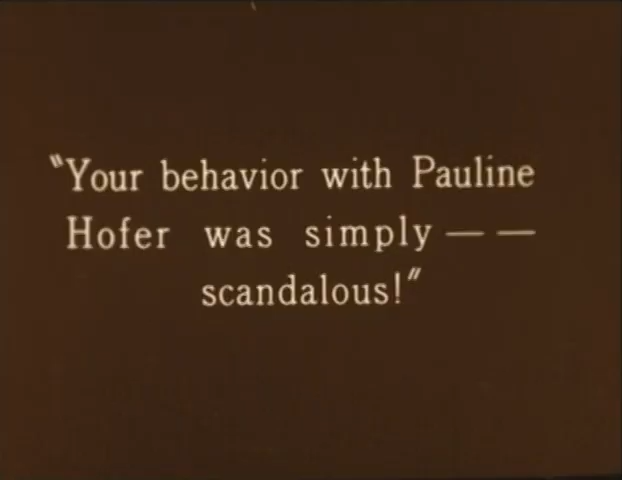 "Your behavior with Pauline
Hofer was simply — —
scandalous!"